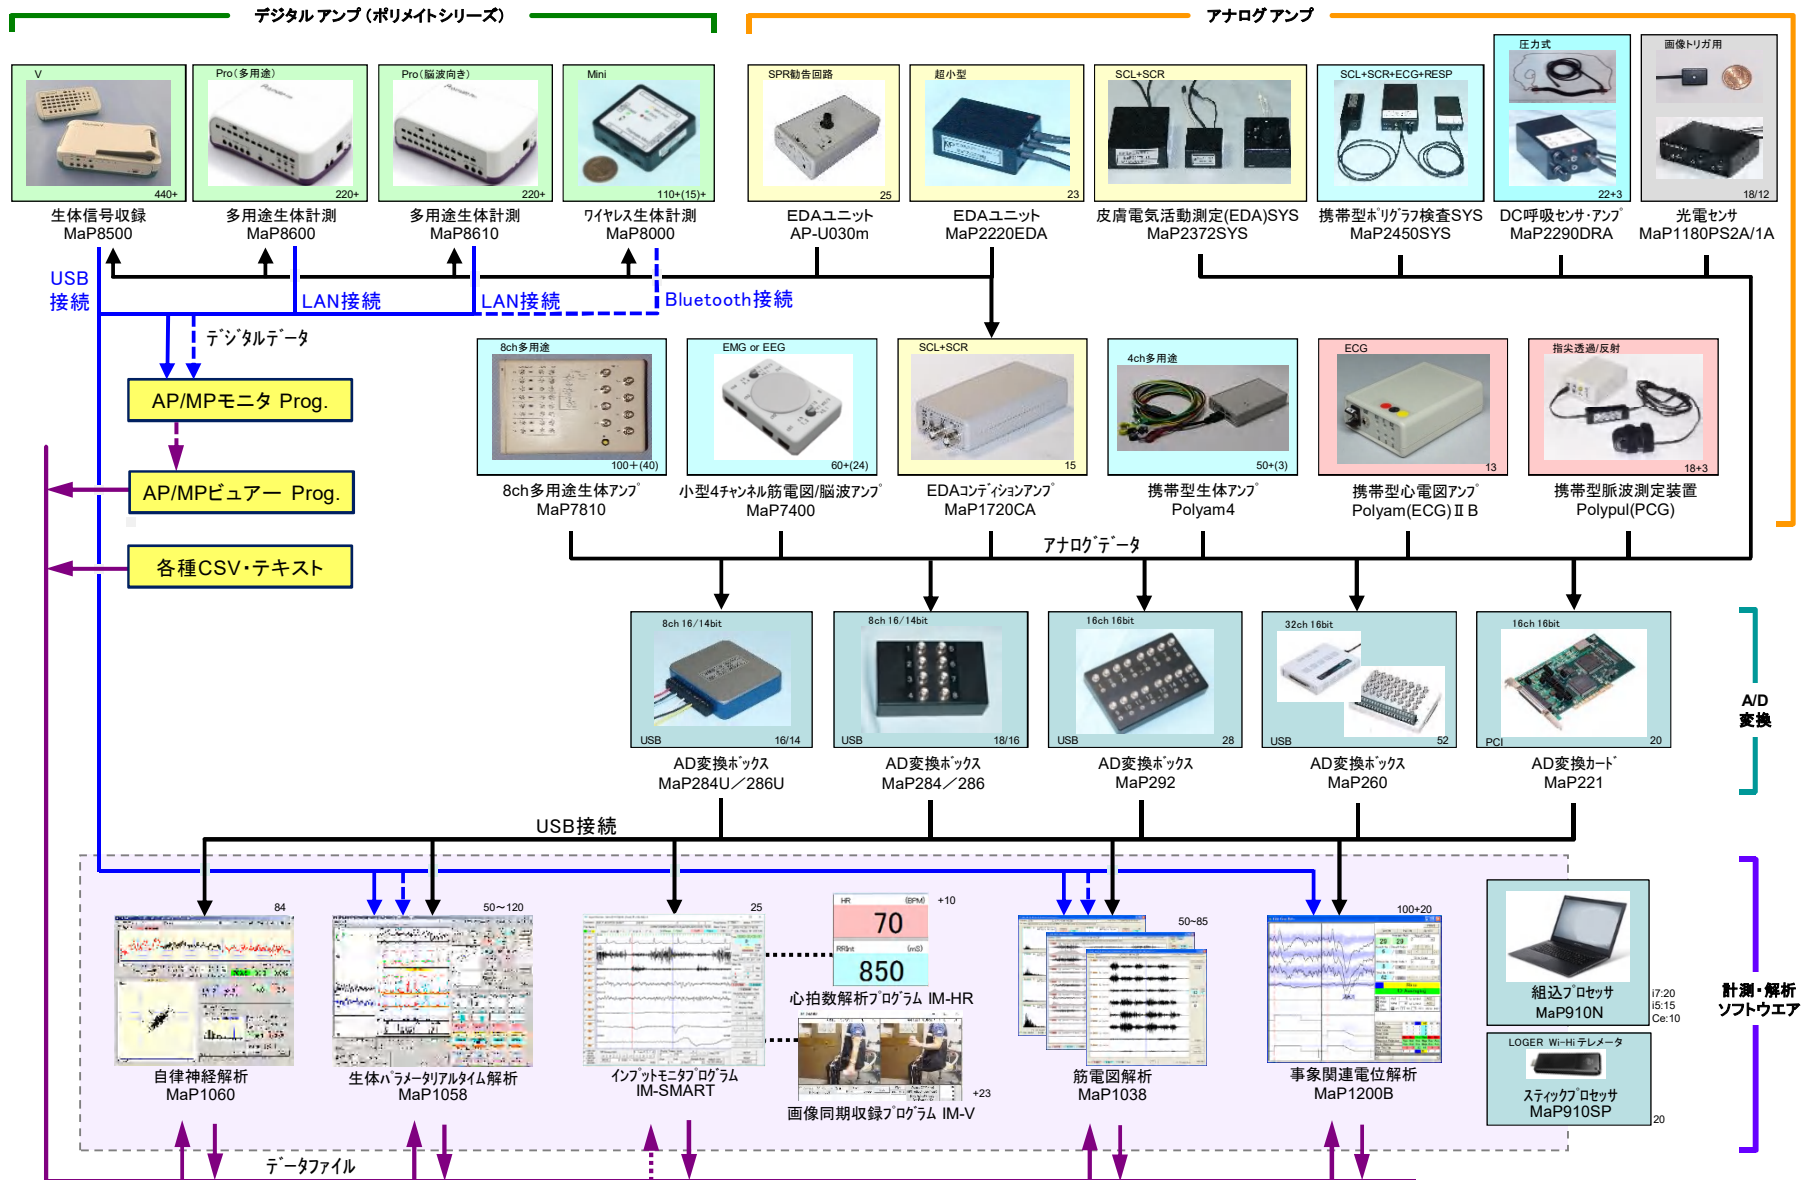 デジタル アンプ（ポリメイトシリーズ）
アナログ アンプ
V
440+
生体信号収録
MaP8500
Pro（多用途）
220+
多用途生体計測
MaP8600
Pro（脳波向き）
220+
多用途生体計測
MaP8610
Mini
110+(15)+
ワイヤレス生体計測
MaP8000
SPR勧告回路
25
EDAユニット
AP-U030m
超小型
23
EDAユニット
MaP2220EDA
SCL+SCR
皮膚電気活動測定(EDA)SYS
MaP2372SYS
SCL+SCR+ECG+RESP
携帯型ポリグラフ検査SYS
MaP2450SYS
圧力式
22+3
DC呼吸センサ・アンプ
MaP2290DRA
画像トリガ用
18/12
光電センサ
MaP1180PS2A/1A
USB
接続
LAN接続
LAN接続
Bluetooth接続
デジタルデータ
AP/MPモニタ Prog.
AP/MPビュアー Prog.
各種CSV・テキスト
8ch多用途
100+(40)
8ch多用途生体アンプ
MaP7810
EMG or EEG
60+(24)
小型4チャンネル筋電図/脳波アンプ
MaP7400
SCL+SCR
15
EDAコンディションアンプ
MaP1720CA
4ch多用途
50+(3)
携帯型生体アンプ
Polyam4
ECG
13
携帯型心電図アンプ
Polyam(ECG)ⅡB
指尖透過/反射
18+3
携帯型脈波測定装置
Polypul(PCG)
アナログデータ
8ch 16/14bit
USB
16/14
AD変換ボックス
MaP284U／286U
8ch 16/14bit
USB
18/16
AD変換ボックス
MaP284／286
16ch 16bit
USB
28
AD変換ボックス
MaP292
32ch 16bit
USB
52
AD変換ボックス
MaP260
16ch 16bit
PCI
20
AD変換カード
MaP221
A/D
変換
USB接続
84
自律神経解析
MaP1060
50～120
生体パラメータリアルタイム解析
MaP1058
25
インプットモニタプログラム
IM-SMART
HR
(BPM)
70
RRInt
(mS)
850
+10
心拍数解析プログラム IM-HR
+23
画像同期収録プログラム IM-V
50~85
筋電図解析
MaP1038
100+20
事象関連電位解析
MaP1200B
組込プロセッサ
MaP910N
i7:20
i5:15
Ce:10
LOGER Wi-Hi テレメータ
スティックプロセッサ
MaP910SP
20
計測・解析
ソフトウエア
データファイル